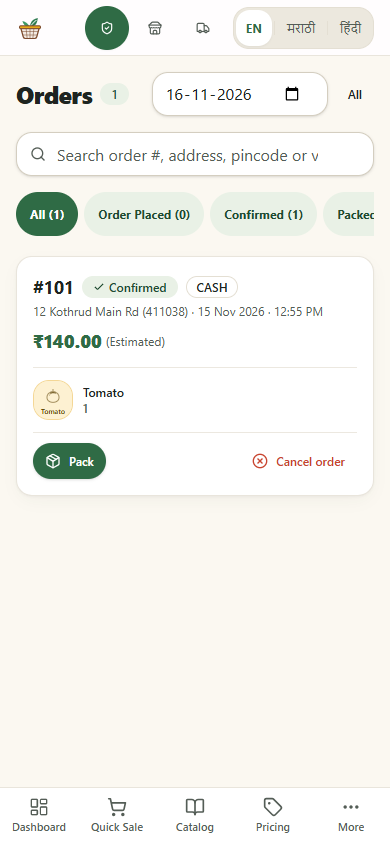 EN मराठी हिंदी
Orders 1 16-11-2026 All
Search order #, address, pincode or v
All (1) Order Placed (0) Confirmed (1) Packed
#101 Confirmed CASH
12 Kothrud Main Rd (411038) · 15 Nov 2026 · 12:55 PM
₹140.00 (Estimated)
Tomato
Tomato
1
Pack Cancel order
Dashboard Quick Sale Catalog Pricing More